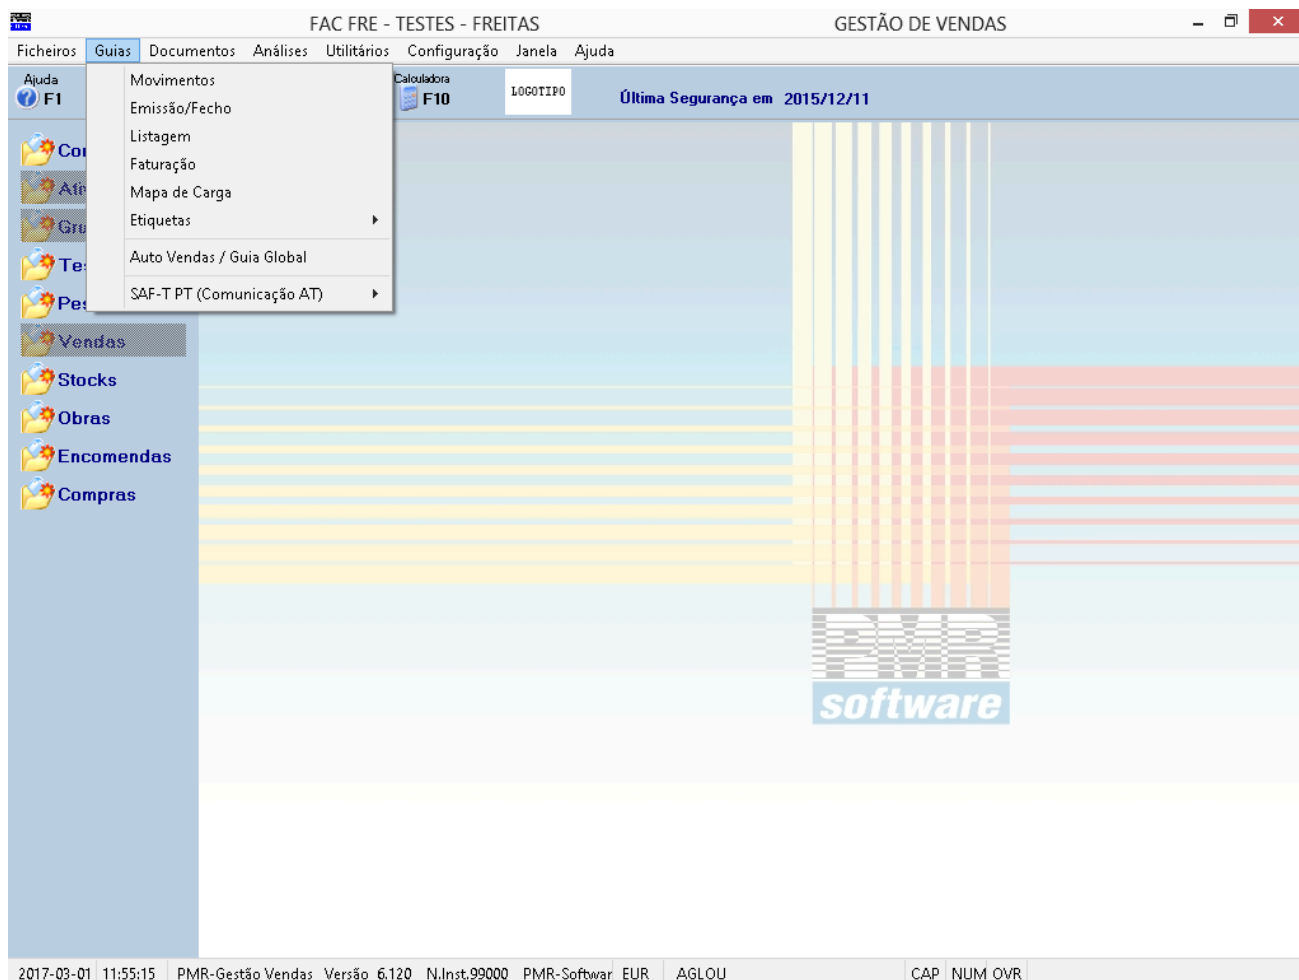 FAC FRE - TESTES - FREITAS GESTÃO DE VENDAS
Ficheiros Guias Documentos Análises Utilitários Configuração Janela Ajuda
Ajuda
F1
Calculadora
F10
LOGOTIPO
Última Segurança em 2015/12/11
Movimentos
Emissão/Fecho
Listagem
Faturação
Mapa de Carga
Etiquetas
Auto Vendas / Guia Global
SAF-T PT (Comunicação AT)
Vendas
Stocks
Obras
Encomendas
Compras
PMR
software
2017-03-01 11:55:15 PMR-Gestão Vendas Versão 6.120 N.Inst.99000 PMR-Softwar EUR AGLOU CAP NUM OVR